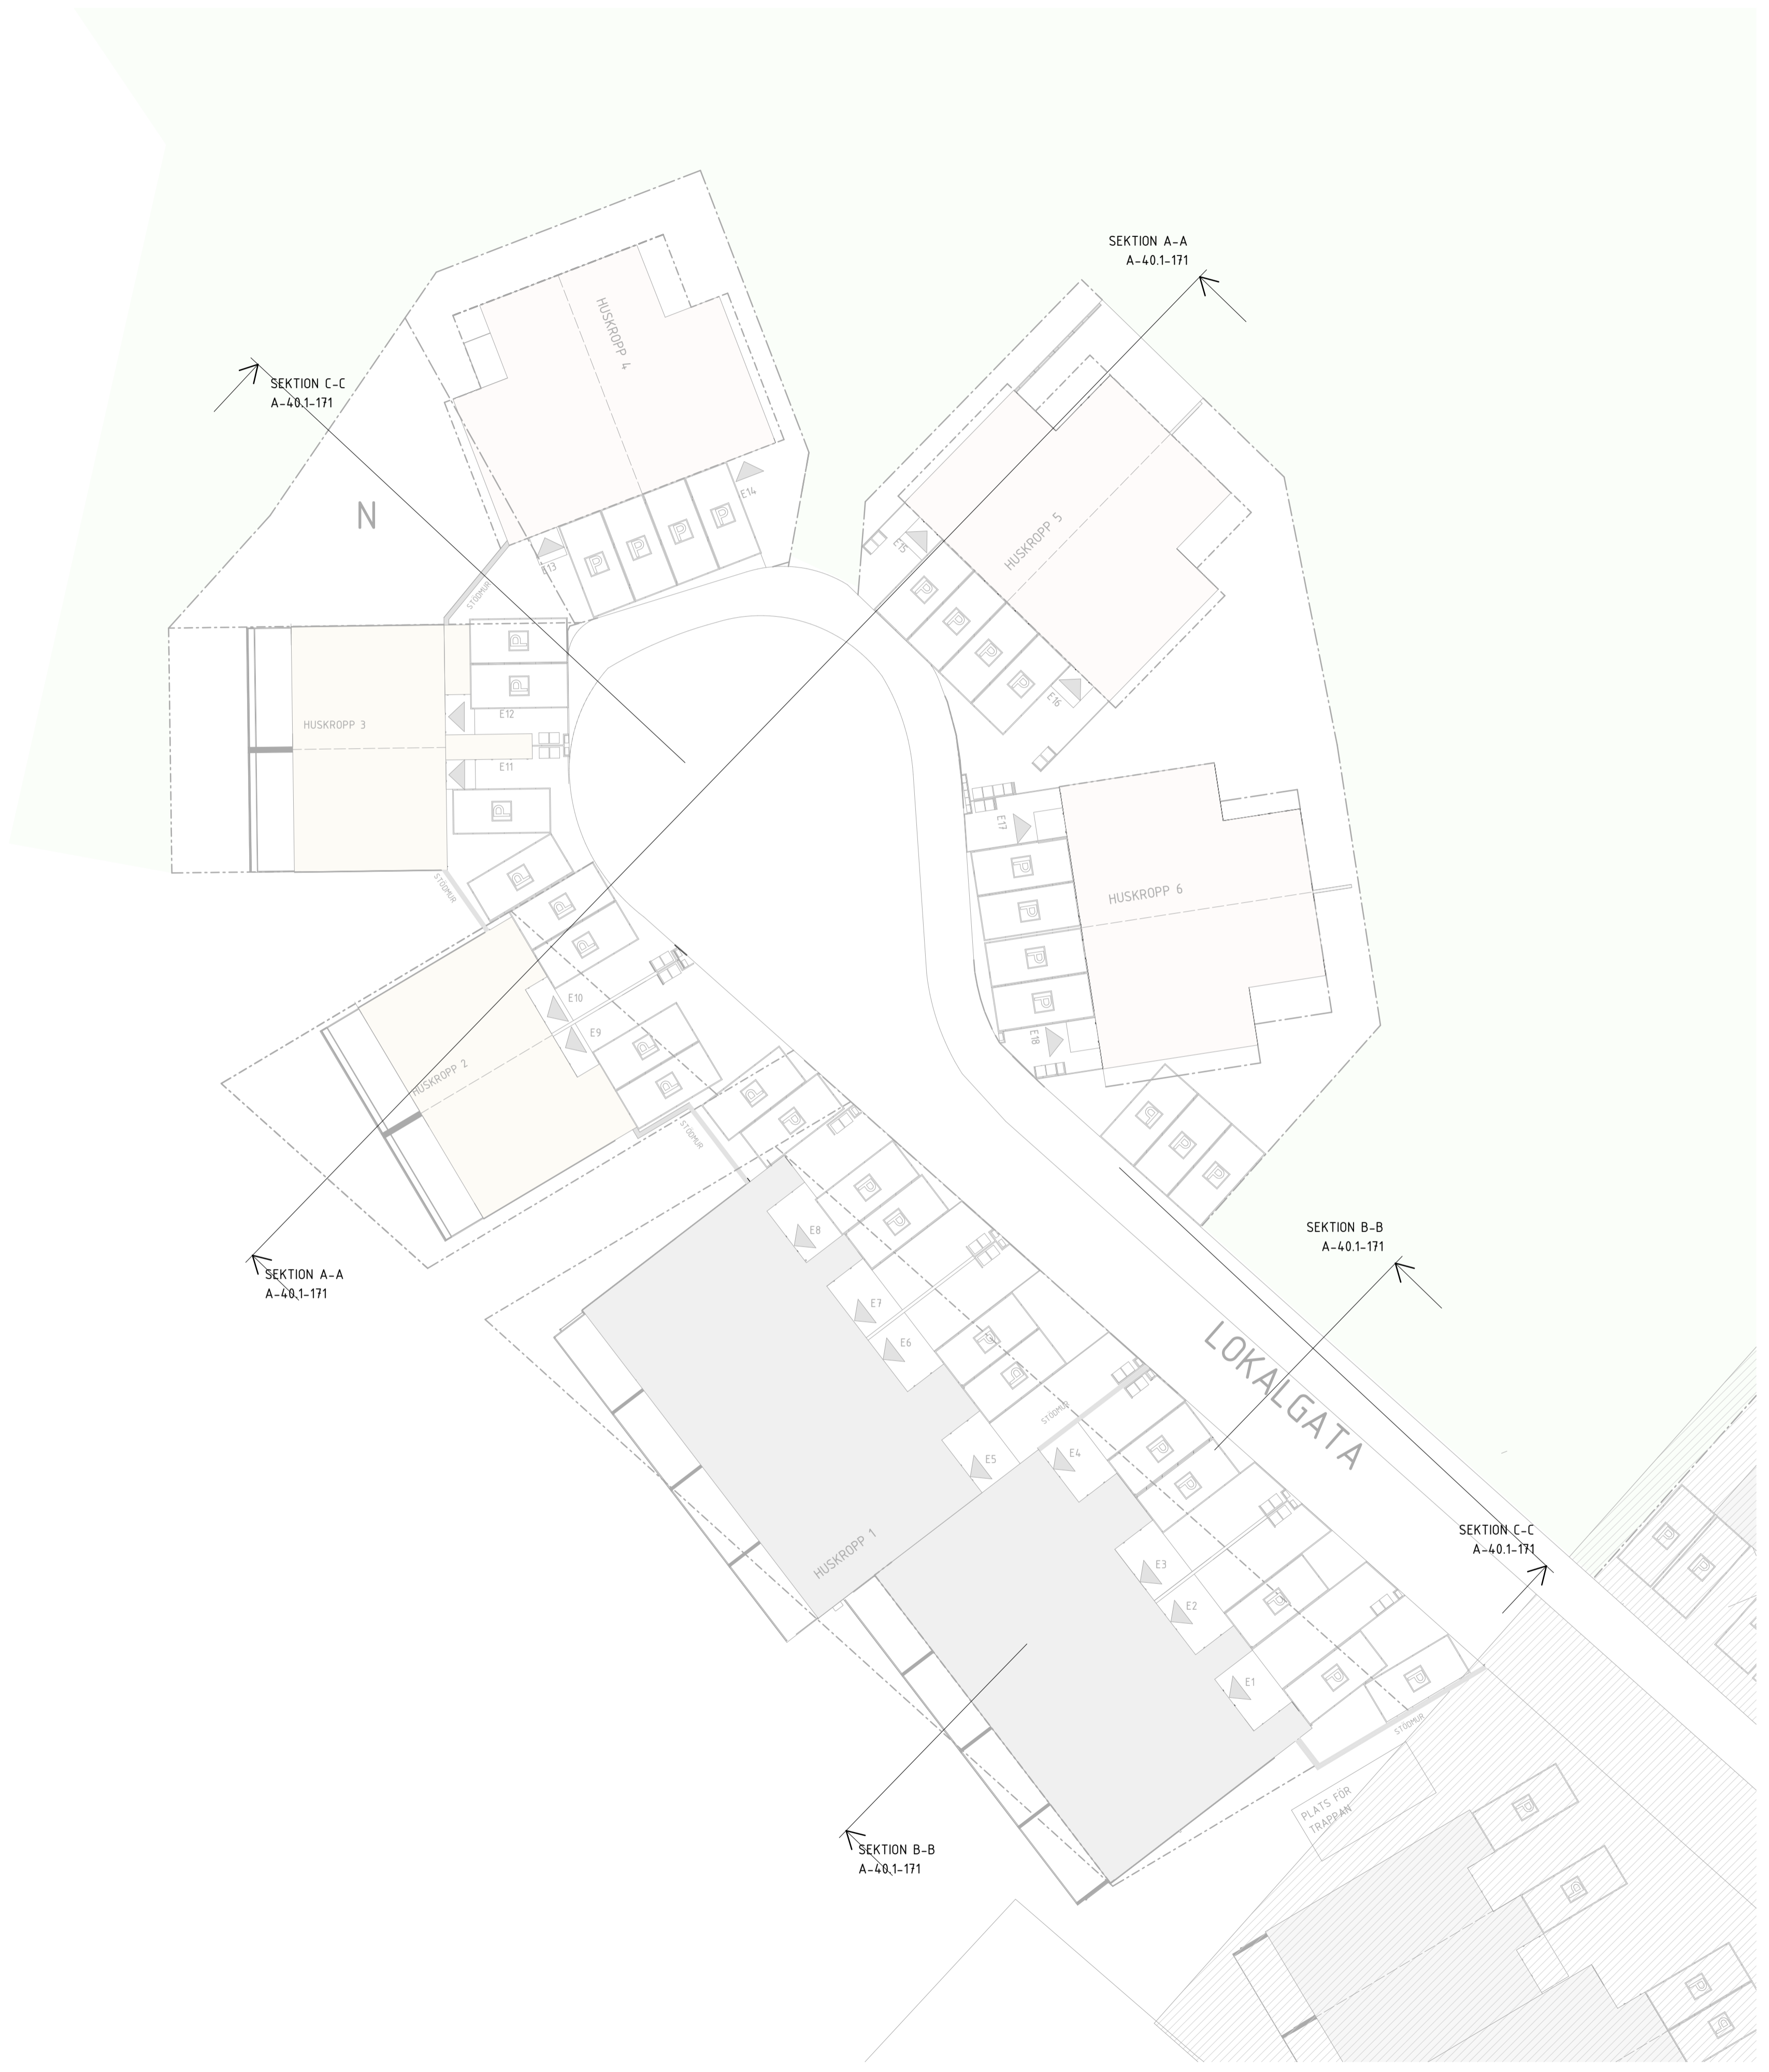 SEKTION A-A
A-40.1-171
HUSKROPP 4
SEKTION C-C
A-40.1-171
N
E14
E13
P
P
P
P
STÖDMUR
HUSKROPP 5
E15
P
P
P
P
E16
HUSKROPP 3
P
P
E12
E11
P
STÖDMUR
P
P
P
E17
P
P
P
P
HUSKROPP 6
E18
E10
E9
P
P
HUSKROPP 2
STÖDMUR
P
P
P
P
P
SEKTION A-A
A-40.1-171
E8
P
P
E7
E6
P
P
SEKTION B-B
A-40.1-171
LOKALGATA
STÖDMUR
E5
E4
P
P
HUSKROPP 1
SEKTION C-C
A-40.1-171
P
P
E3
E2
P
E1
P
P
STÖDMUR
PLATS FÖR
TRAPPAN
SEKTION B-B
A-40.1-171
P
P
P
P